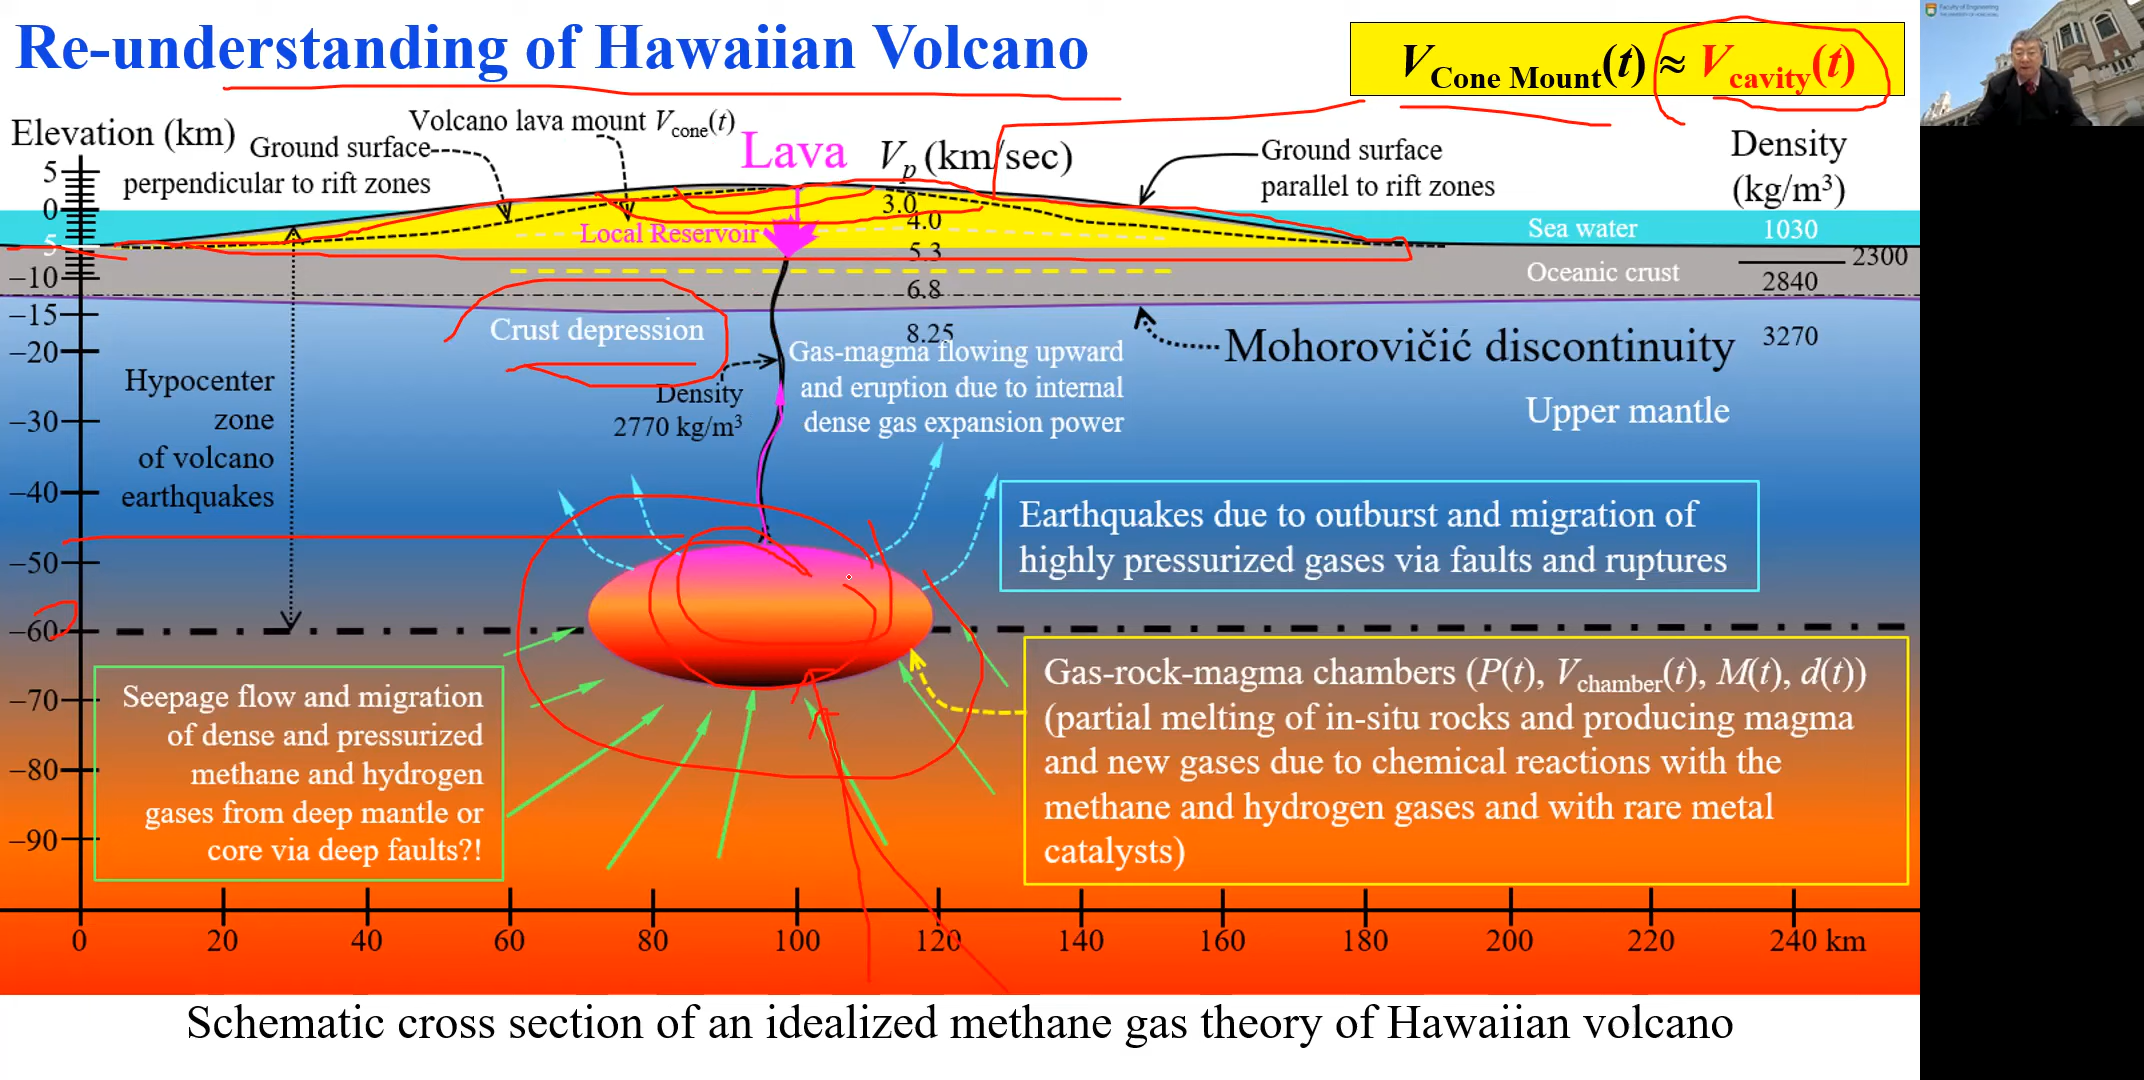 Re-understanding of Hawaiian Volcano
V Cone Mount(t) ≈ V cavity(t)
Faculty of Engineering
Elevation (km)
Ground surface
perpendicular to rift zones
Volcano lava mount Vcone(t)
Lava
Vp (km/sec)
Ground surface
parallel to rift zones
Density
(kg/m³)
5
0
5
−10
−15
−20
−30
−40
−50
−60
−70
−80
−90
Local Reservoir
3.0
4.0
5.3
6.8
8.25
Sea water
1030
2300
Oceanic crust
2840
Crust depression
Mohorovičić discontinuity
3270
Upper mantle
Density
2770 kg/m³
Gas-magma flowing upward
and eruption due to internal
dense gas expansion power
Hypocenter
zone
of volcano
earthquakes
Earthquakes due to outburst and migration of
highly pressurized gases via faults and ruptures
Seepage flow and migration
of dense and pressurized
methane and hydrogen
gases from deep mantle or
core via deep faults?!
Gas-rock-magma chambers (P(t), Vchamber(t), M(t), d(t))
(partial melting of in-situ rocks and producing magma
and new gases due to chemical reactions with the
methane and hydrogen gases and with rare metal
catalysts)
0 20 40 60 80 100 120 140 160 180 200 220 240 km
Schematic cross section of an idealized methane gas theory of Hawaiian volcano